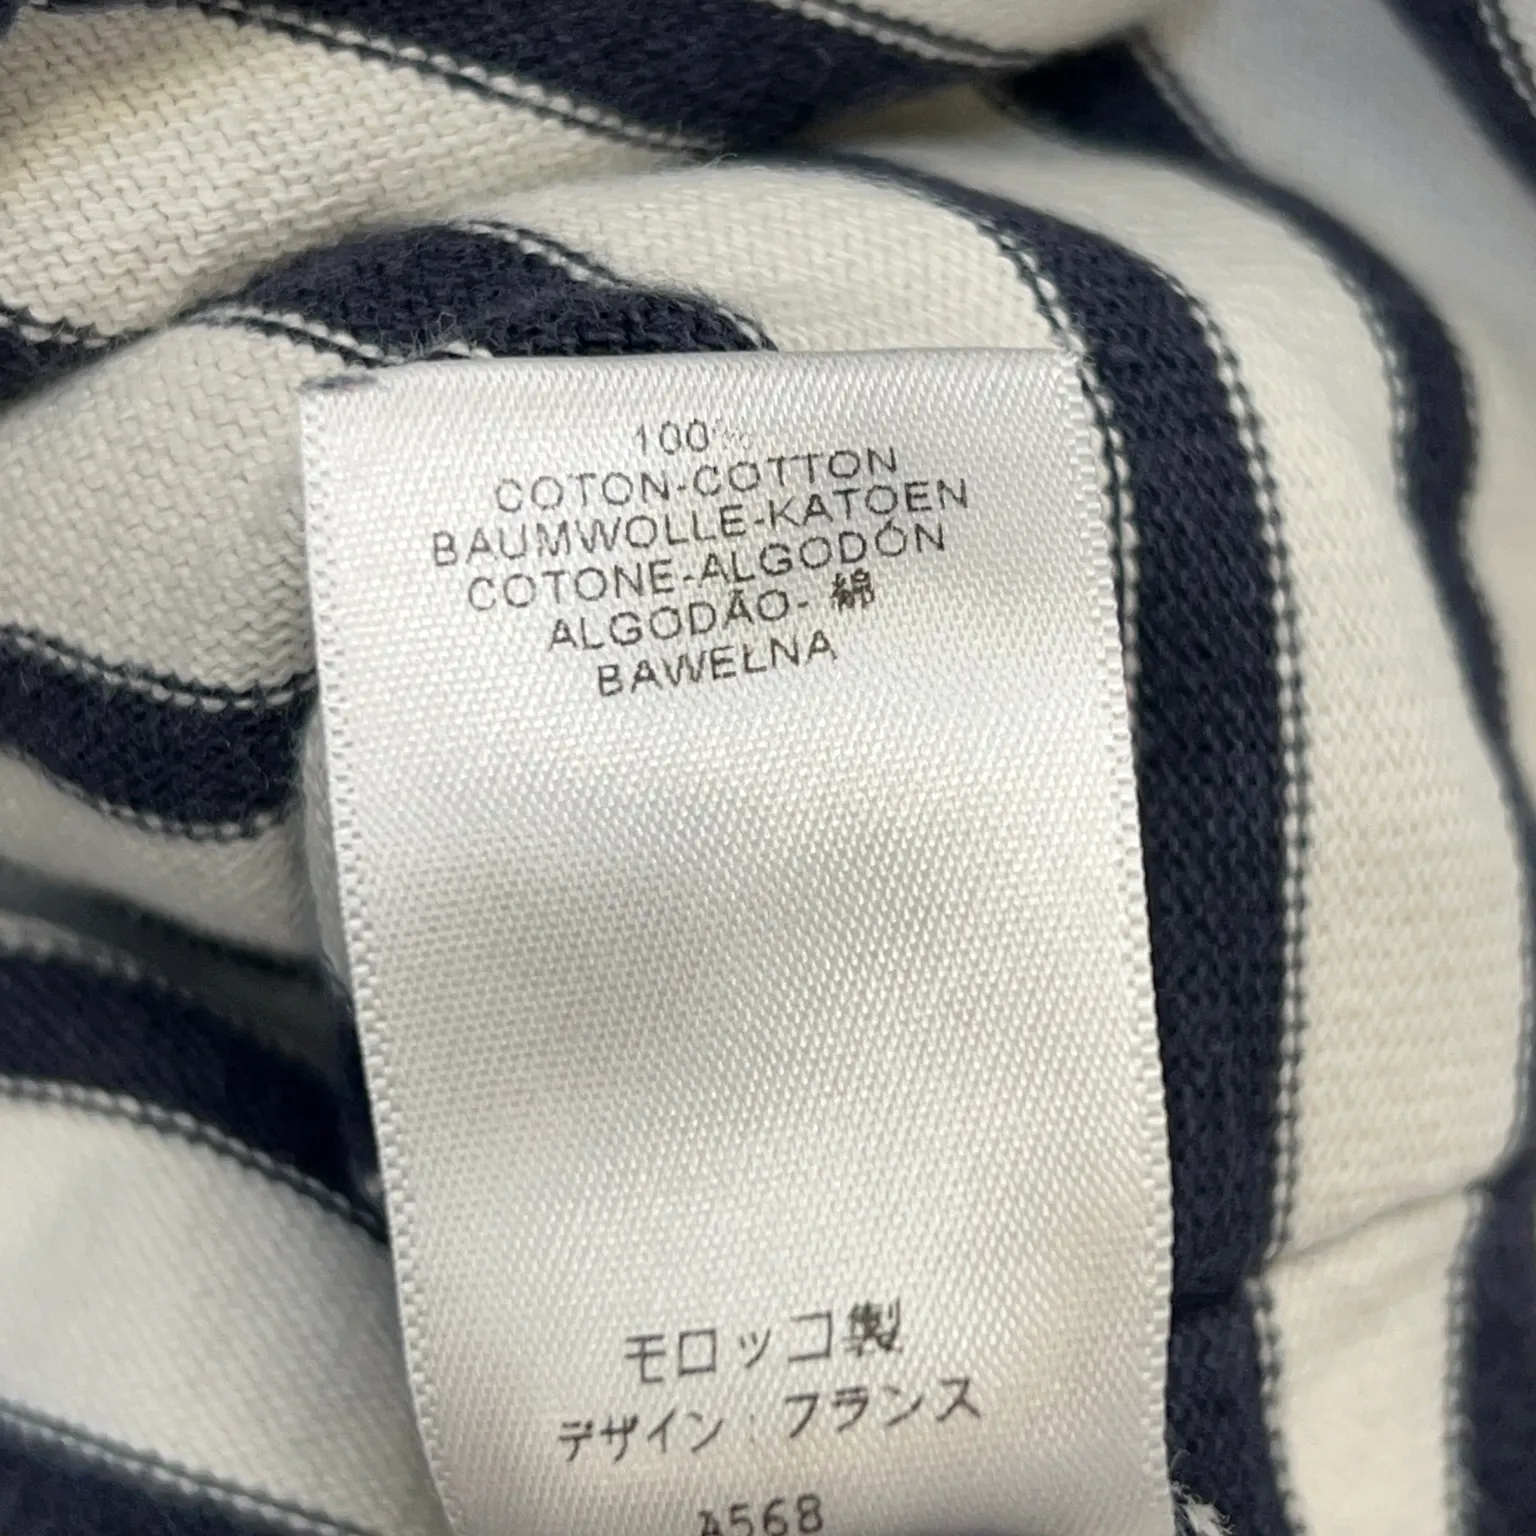 100%
COTON-COTTON
BAUMWOLLE-KATOEN
COTONE-ALGODÓN
ALGODÃO- 綿
BAWEŁNA
モロッコ製
デザイン：フランス
A568